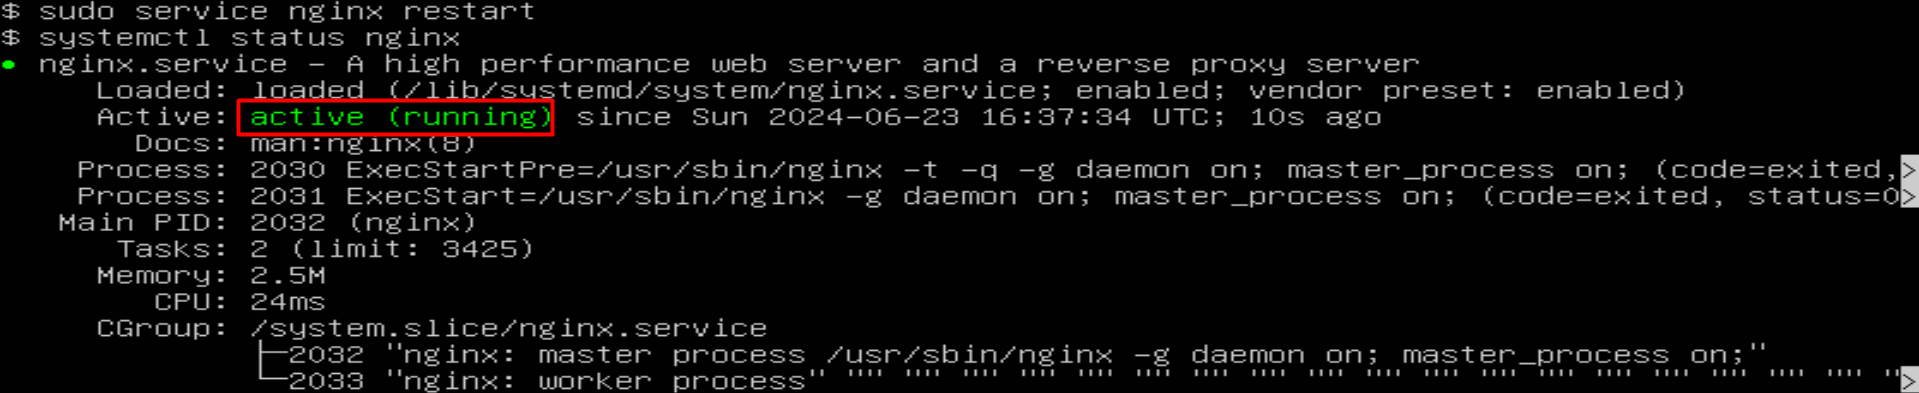 $ sudo service nginx restart
$ systemctl status nginx
● nginx.service - A high performance web server and a reverse proxy server
Loaded: loaded (/lib/systemd/system/nginx.service; enabled; vendor preset: enabled)
Active: active (running) since Sun 2024-06-23 16:37:34 UTC; 10s ago
Docs: man:nginx(8)
Process: 2030 ExecStartPre=/usr/sbin/nginx -t -q -g daemon on; master_process on; (code=exited,>
Process: 2031 ExecStart=/usr/sbin/nginx -g daemon on; master_process on; (code=exited, status=0>
Main PID: 2032 (nginx)
Tasks: 2 (limit: 3425)
Memory: 2.5M
CPU: 24ms
CGroup: /system.slice/nginx.service
├─2032 "nginx: master process /usr/sbin/nginx -g daemon on; master_process on;"
└─2033 "nginx: worker process" "" "" "" "" "" "" "" "" "" "" "" "" "" "" "" "" "" "" ">